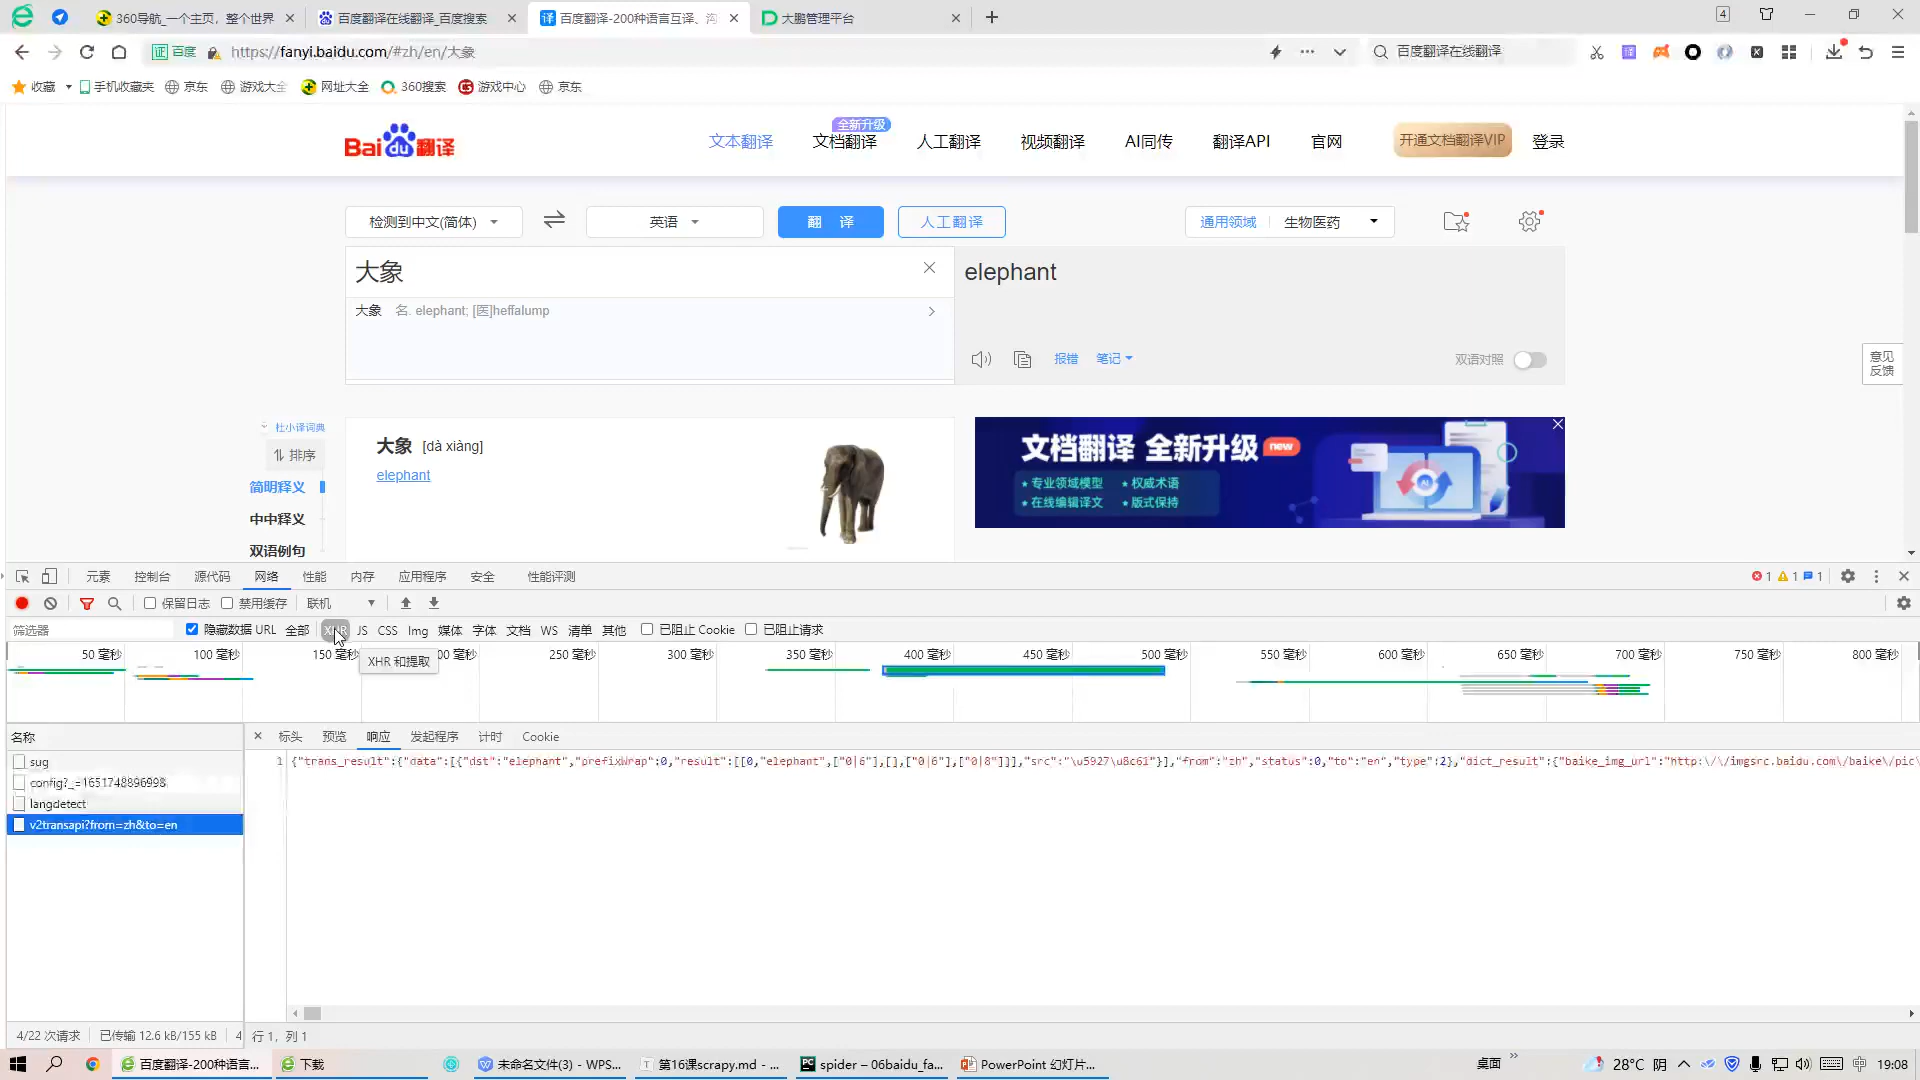 360导航_一个主页，整个世界
百度翻译在线翻译_百度搜索
译 百度翻译-200种语言互译、沟
大鹏管理平台
4
证 百度 https://fanyi.baidu.com/#zh/en/大象
百度翻译在线翻译
收藏 手机收藏夹 京东 游戏大全 网址大全 360搜索 游戏中心 京东
Bai du 翻译
文本翻译 文档翻译 人工翻译 视频翻译 AI同传 翻译API 官网
全新升级
开通文档翻译VIP 登录
检测到中文(简体) 英语 翻 译 人工翻译
通用领域 生物医药
大象
elephant
大象 名. elephant; [医]heffalump
报错 笔记
双语对照
意见
反馈
杜小译词典
排序
简明释义
中中释义
双语例句
大象 [dà xiàng]
elephant
文档翻译 全新升级 new
专业领域模型 权威术语
在线编辑译文 版式保持
AI
元素 控制台 源代码 网络 性能 内存 应用程序 安全 性能评测
1 1 1
保留日志 禁用缓存 联机
筛选器 隐藏数据 URL 全部 XHR JS CSS Img 媒体 字体 文档 WS 清单 其他 已阻止 Cookie 已阻止请求
50 毫秒 100 毫秒 150 毫秒 00 毫秒 250 毫秒 300 毫秒 350 毫秒 400 毫秒 450 毫秒 500 毫秒 550 毫秒 600 毫秒 650 毫秒 700 毫秒 750 毫秒 800 毫秒
XHR 和提取
名称
标头 预览 响应 发起程序 计时 Cookie
sug
config?_=1651748896998
langdetect
v2transapi?from=zh&to=en
1 {"trans_result":{"data":[{"dst":"elephant","prefixWrap":0,"result":[[0,"elephant",["0|6"],[],["0|6"],["0|8"]]],"src":"\u5927\u8c61"}],"from":"zh","status":0,"to":"en","type":2},"dict_result":{"baike_img_url":"http:\/\/imgsrc.baidu.com\/baike\/pic\
4/22 次请求 已传输 12.6 kB/155 kB 4
行 1，列 1
百度翻译-200种语言... 下载 未命名文件(3) - WPS... 第16课scrapy.md - ... spider – 06baidu_fa... PowerPoint 幻灯片...
桌面 28°C 阴 中 19:08